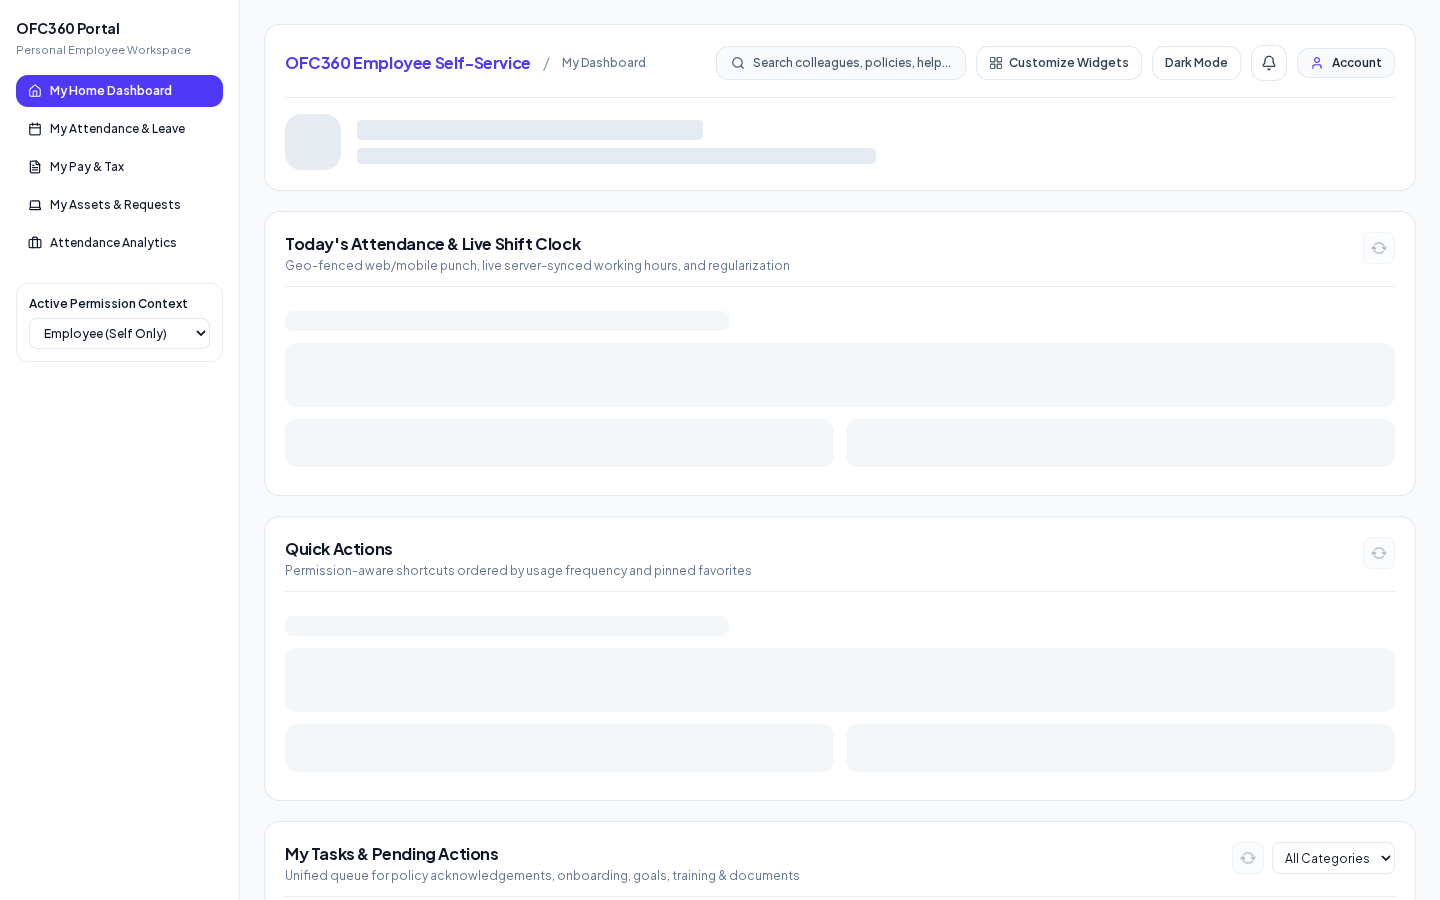 OFC360 Portal
Personal Employee Workspace
My Home Dashboard
My Attendance & Leave
My Pay & Tax
My Assets & Requests
Attendance Analytics
Active Permission Context
Employee (Self Only)
OFC360 Employee Self-Service / My Dashboard
Search colleagues, policies, help...
Customize Widgets
Dark Mode
Account
Today's Attendance & Live Shift Clock
Geo-fenced web/mobile punch, live server-synced working hours, and regularization
Quick Actions
Permission-aware shortcuts ordered by usage frequency and pinned favorites
My Tasks & Pending Actions
Unified queue for policy acknowledgements, onboarding, goals, training & documents
All Categories